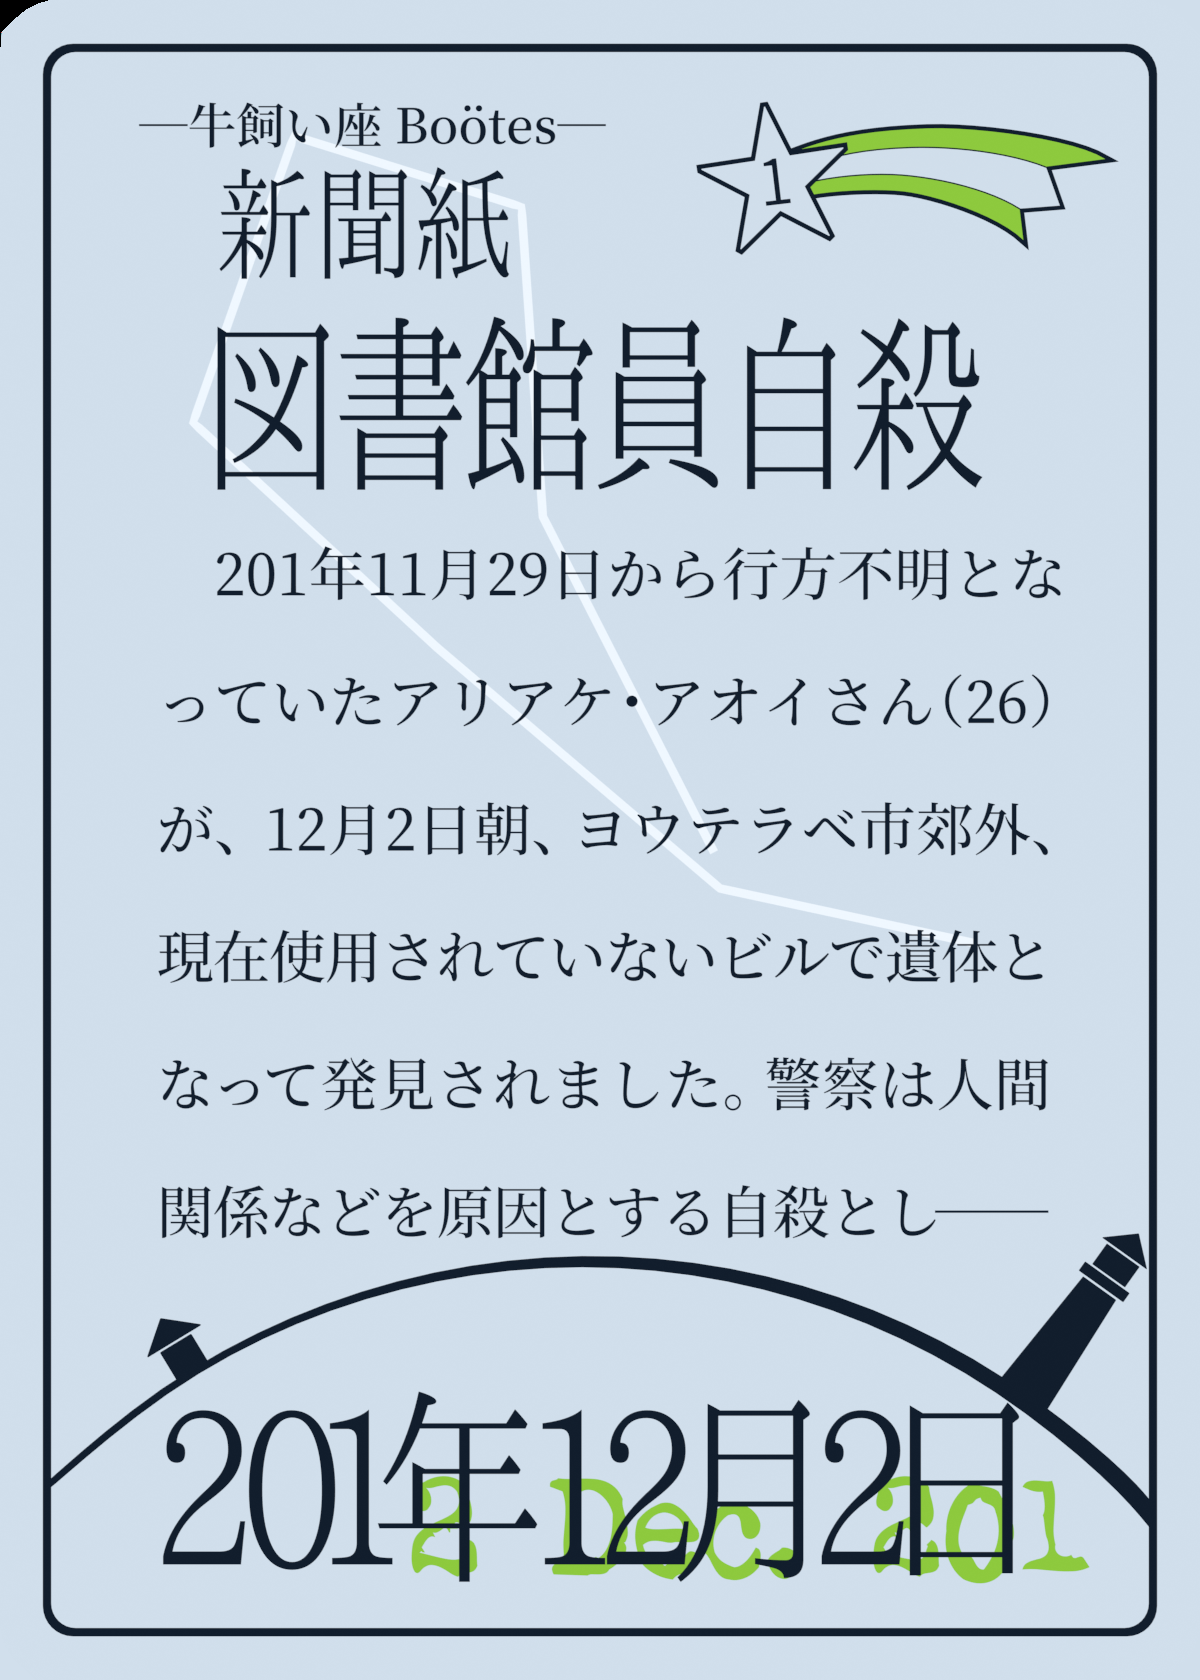 ―牛飼い座 Boötes―
1
新聞紙
図書館員自殺
201年11月29日から行方不明とな
っていたアリアケ・アオイさん（26）
が、12月2日朝、ヨウテラベ市郊外、
現在使用されていないビルで遺体と
なって発見されました。警察は人間
関係などを原因とする自殺とし――
201年12月2日
2 Dec. 201